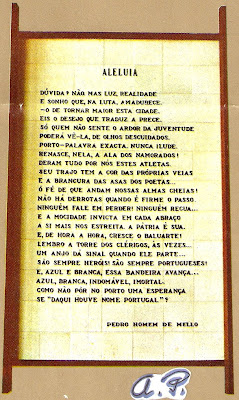 ALELUIA
DÚVIDA? NÃO MAS LUZ, REALIDADE
E SONHO QUE, NA LUTA, AMADURECE.
-O DE TORNAR MAIOR ESTA CIDADE.
EIS O DESEJO QUE TRADUZ A PRECE.
SÓ QUEM NÃO SENTE O ARDOR DA JUVENTUDE
PODERÁ VÊ-LA, DE OLHOS DESCUIDADOS.
PORTO-PALAVRA EXACTA. NUNCA ILUDE.
RENASCE, NELA, A ALA DOS NAMORADOS!
DERAM TUDO POR NÓS ESTES ATLETAS.
SEU TRAJO TEM A COR DAS PRÓPRIAS VEIAS
E A BRANCURA DAS ASAS DOS POETAS...
Ó FÉ DE QUE ANDAM NOSSAS ALMAS CHEIAS!
NÃO HÁ DERROTAS QUANDO É FIRME O PASSO.
NINGUÉM FALE EM PERDER! NINGUÉM RECUA...
E A MOCIDADE INVICTA EM CADA ABRAÇO
A SI MAIS NOS ESTREITA. A PÁTRIA É SUA.
E, DE HORA A HORA, CRESCE O BALUARTE!
LEMBRO A TORRE DOS CLÉRIGOS, ÀS VEZES...
UM ANJO DÁ SINAL QUANDO ELE PARTE...
SÃO SEMPRE HERÓIS! SÃO SEMPRE PORTUGUESES!
E, AZUL E BRANCA, ESSA BANDEIRA AVANÇA...
AZUL, BRANCA, INDOMÁVEL, IMORTAL.
COMO NÃO PÔR NO PORTO UMA ESPERANÇA
SE "DAQUI HOUVE NOME PORTUGAL"?
PEDRO HOMEM DE MELLO
A.P.